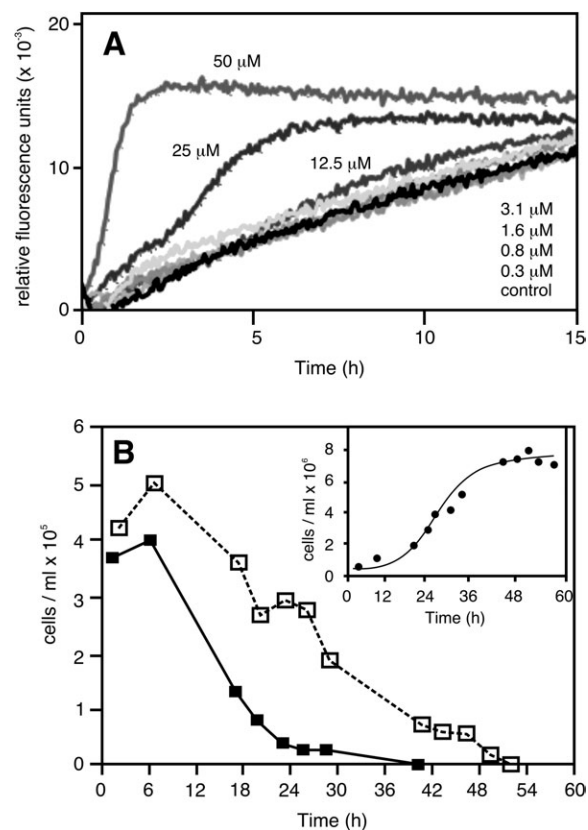 A
relative fluorescence units (x 10-3)
20
10
0
50 μM
25 μM
12.5 μM
3.1 μM
1.6 μM
0.8 μM
0.3 μM
control
0 5 10 15
Time (h)
B
cells / ml x 10⁵
6
5
4
3
2
1
0
0 6 12 18 24 30 36 42 48 54 60
Time (h)
cells / ml x 10⁶
8
6
4
2
0
0 12 24 36 48 60
Time (h)